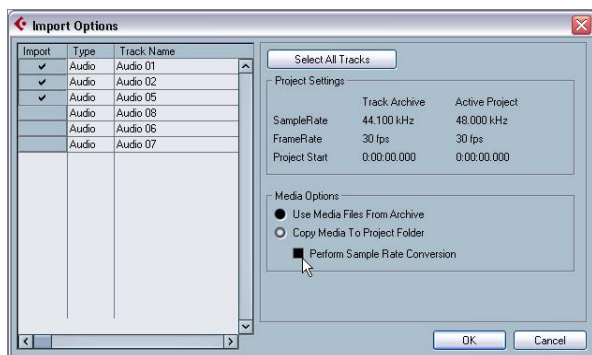 Import Options
Import Type Track Name
Audio Audio 01
Audio Audio 02
Audio Audio 05
Audio Audio 08
Audio Audio 06
Audio Audio 07
Select All Tracks
Project Settings
Track Archive Active Project
SampleRate 44.100 kHz 48.000 kHz
FrameRate 30 fps 30 fps
Project Start 0:00:00.000 0:00:00.000
Media Options
Use Media Files From Archive
Copy Media To Project Folder
Perform Sample Rate Conversion
OK Cancel